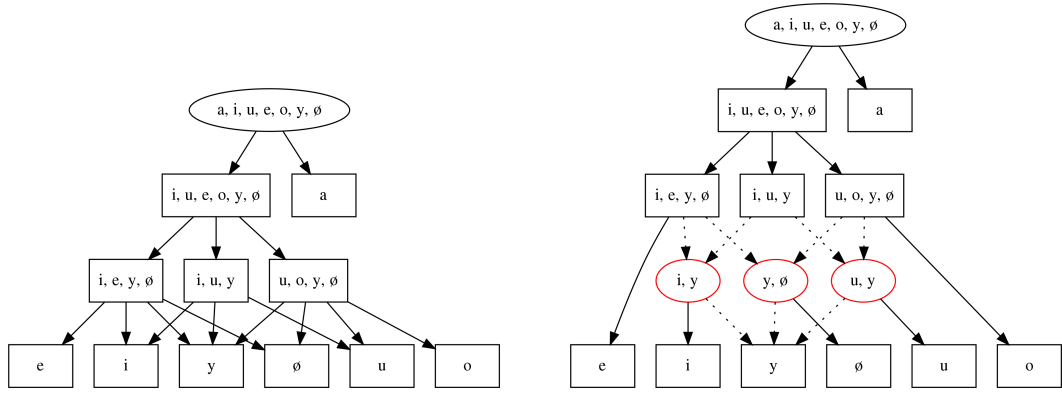 a, i, u, e, o, y, ø
i, u, e, o, y, ø
a
i, e, y, ø
i, u, y
u, o, y, ø
e
i
y
ø
u
o
a, i, u, e, o, y, ø
i, u, e, o, y, ø
a
i, e, y, ø
i, u, y
u, o, y, ø
i, y
y, ø
u, y
e
i
y
ø
u
o